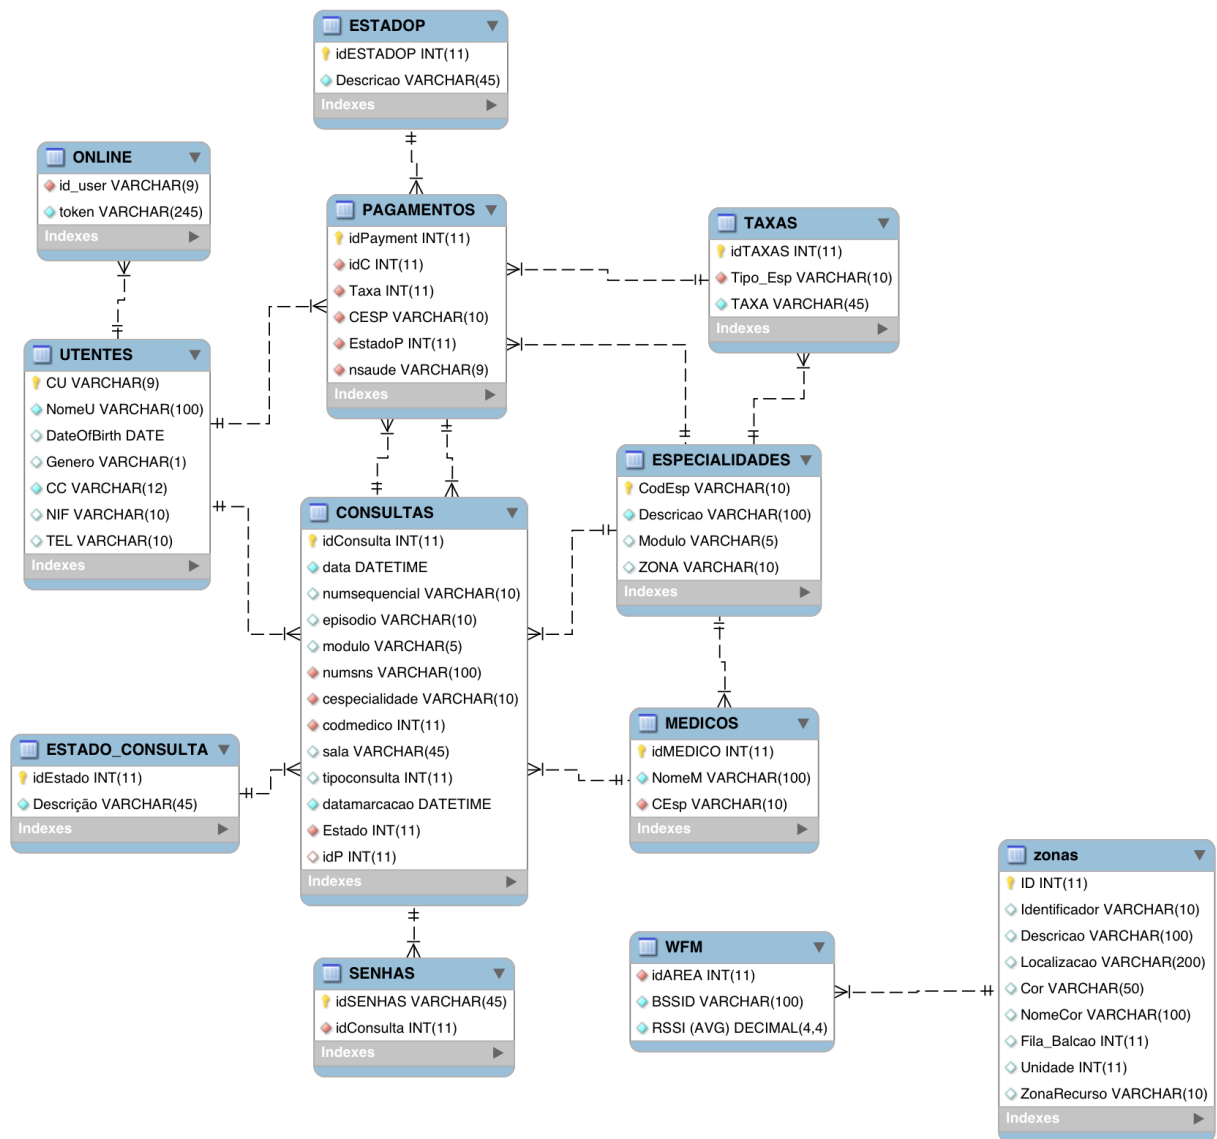 ESTADOP
idESTADOP INT(11)
Descricao VARCHAR(45)
Indexes
ONLINE
id_user VARCHAR(9)
token VARCHAR(245)
Indexes
PAGAMENTOS
idPayment INT(11)
idC INT(11)
Taxa INT(11)
CESP VARCHAR(10)
EstadoP INT(11)
nsaude VARCHAR(9)
Indexes
TAXAS
idTAXAS INT(11)
Tipo_Esp VARCHAR(10)
TAXA VARCHAR(45)
Indexes
UTENTES
CU VARCHAR(9)
NomeU VARCHAR(100)
DateOfBirth DATE
Genero VARCHAR(1)
CC VARCHAR(12)
NIF VARCHAR(10)
TEL VARCHAR(10)
Indexes
ESPECIALIDADES
CodEsp VARCHAR(10)
Descricao VARCHAR(100)
Modulo VARCHAR(5)
ZONA VARCHAR(10)
Indexes
CONSULTAS
idConsulta INT(11)
data DATETIME
numsequencial VARCHAR(10)
episodio VARCHAR(10)
modulo VARCHAR(5)
numsns VARCHAR(100)
cespecialidade VARCHAR(10)
codmedico INT(11)
sala VARCHAR(45)
tipoconsulta INT(11)
datamarcacao DATETIME
Estado INT(11)
idP INT(11)
Indexes
ESTADO_CONSULTA
idEstado INT(11)
Descrição VARCHAR(45)
Indexes
MEDICOS
idMEDICO INT(11)
NomeM VARCHAR(100)
CEsp VARCHAR(10)
Indexes
SENHAS
idSENHAS VARCHAR(45)
idConsulta INT(11)
Indexes
WFM
idAREA INT(11)
BSSID VARCHAR(100)
RSSI (AVG) DECIMAL(4,4)
zonas
ID INT(11)
Identificador VARCHAR(10)
Descricao VARCHAR(100)
Localizacao VARCHAR(200)
Cor VARCHAR(50)
NomeCor VARCHAR(100)
Fila_Balcao INT(11)
Unidade INT(11)
ZonaRecurso VARCHAR(10)
Indexes